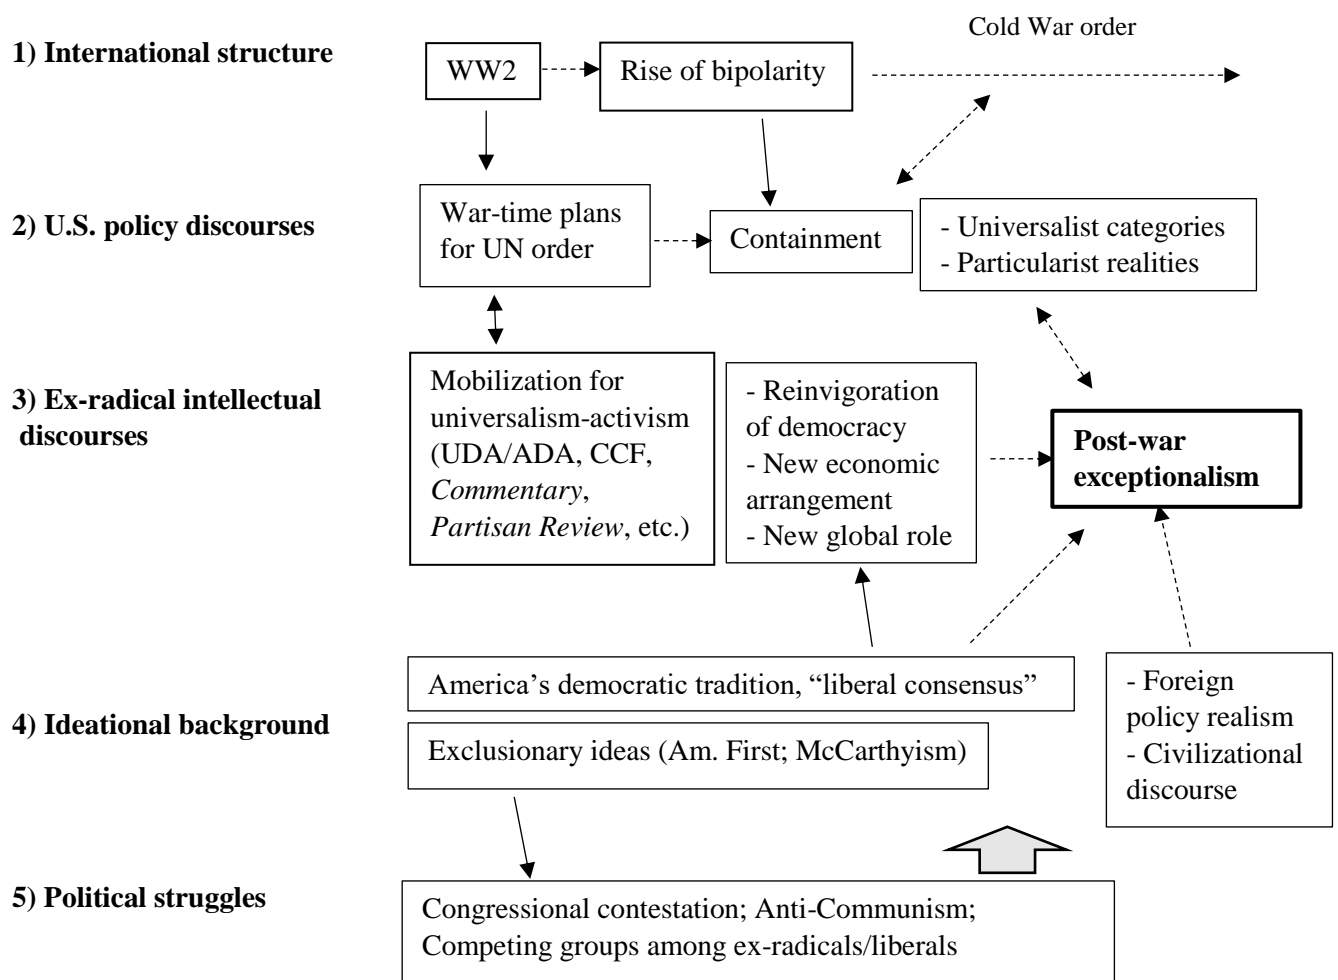 Cold War order
1) International structure
WW2
Rise of bipolarity
2) U.S. policy discourses
War-time plans
for UN order
Containment
- Universalist categories
- Particularist realities
3) Ex-radical intellectual
discourses
Mobilization for
universalism-activism
(UDA/ADA, CCF,
Commentary,
Partisan Review, etc.)
- Reinvigoration
of democracy
- New economic
arrangement
- New global role
Post-war
exceptionalism
4) Ideational background
America’s democratic tradition, “liberal consensus”
Exclusionary ideas (Am. First; McCarthyism)
- Foreign
policy realism
- Civilizational
discourse
5) Political struggles
Congressional contestation; Anti-Communism;
Competing groups among ex-radicals/liberals